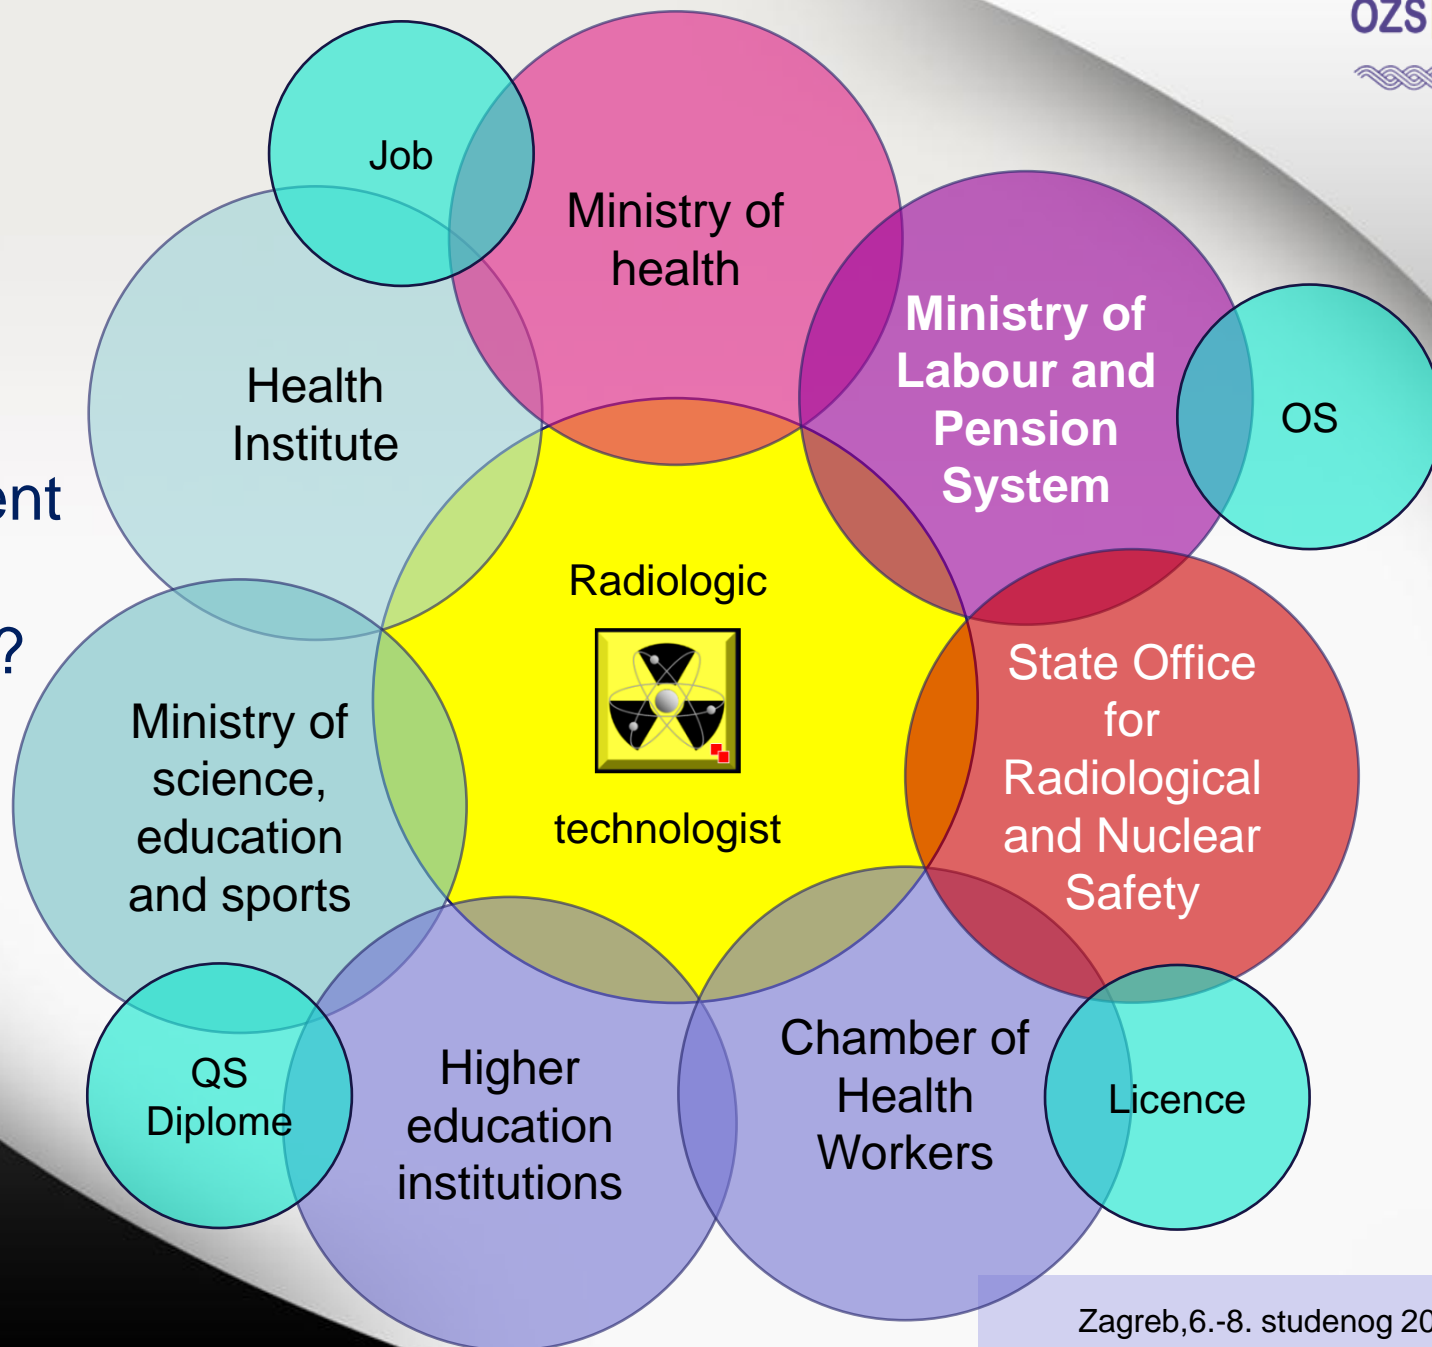 OZS
Job
Ministry of
health
Ministry of
Labour and
Pension
System
OS
Health
Institute
?
Radiologic
technologist
State Office
for
Radiological
and Nuclear
Safety
Ministry of
science,
education
and sports
QS
Diplome
Higher
education
institutions
Chamber of
Health
Workers
Licence
Zagreb,6.-8. studenog